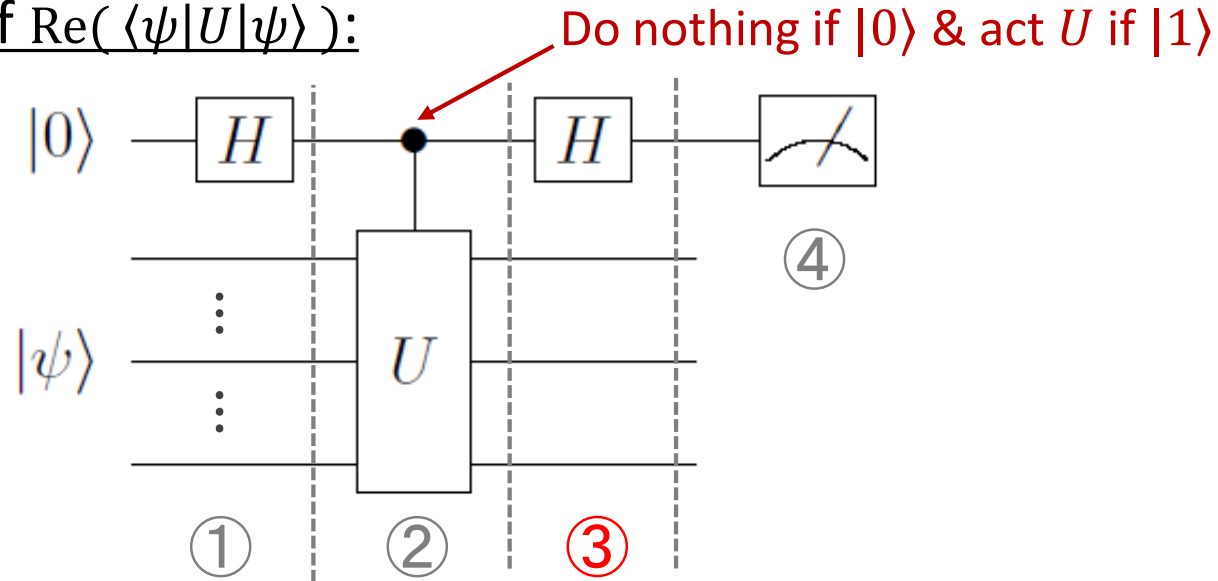 f Re( ⟨ψ|U|ψ⟩ ):
Do nothing if |0⟩ & act U if |1⟩
|0⟩ H H
④
|ψ⟩ U
① ② ③